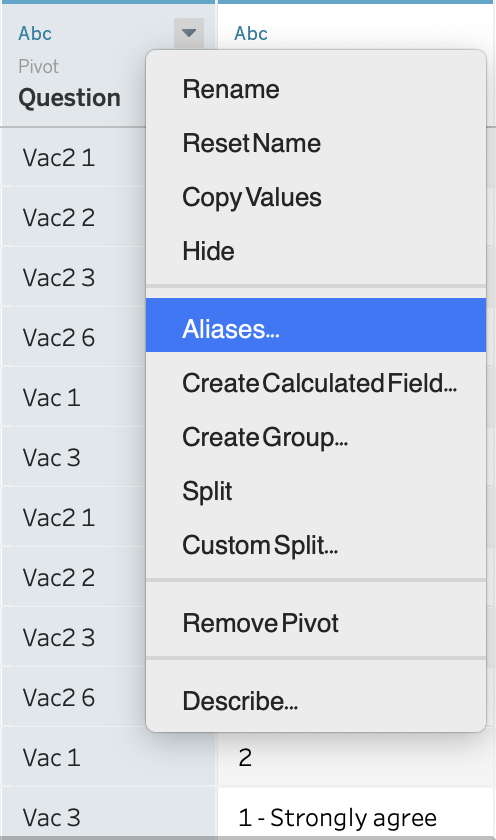 Abc
Abc
Pivot
Question
Rename
Vac2 1
Reset Name
Copy Values
Vac2 2
Hide
Vac2 3
Vac2 6
Aliases...
Create Calculated Field...
Vac 1
Create Group...
Vac 3
Split
Vac2 1
Custom Split...
Vac2 2
Remove Pivot
Vac2 3
Vac2 6
Describe...
Vac 1
2
Vac 3
1 - Strongly agree